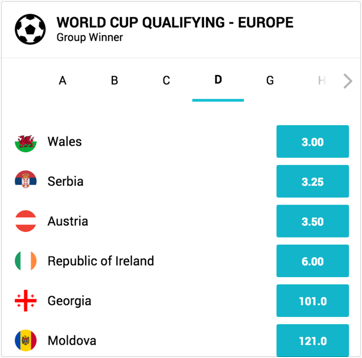 WORLD CUP QUALIFYING - EUROPE
Group Winner
A B C D G H
Wales 3.00
Serbia 3.25
Austria 3.50
Republic of Ireland 6.00
Georgia 101.0
Moldova 121.0